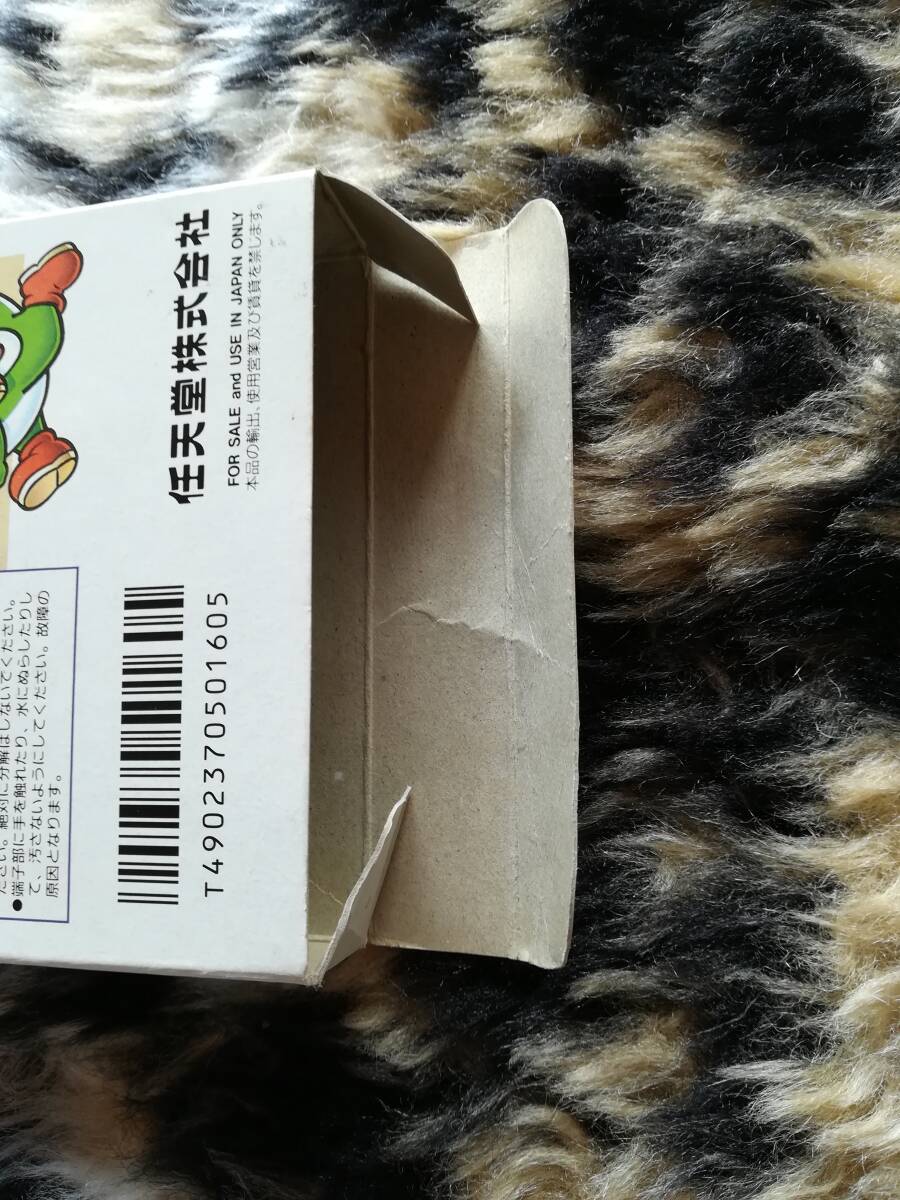 ださい。絶対に分解はしないでください。
●端子部に手を触れたり、水にぬらしたりし
て、汚さないようにしてください。故障の
原因となります。
T4902370501605
任天堂株式会社
FOR SALE and USE IN JAPAN ONLY
本品の輸出、使用営業及び賃貸を禁じます。